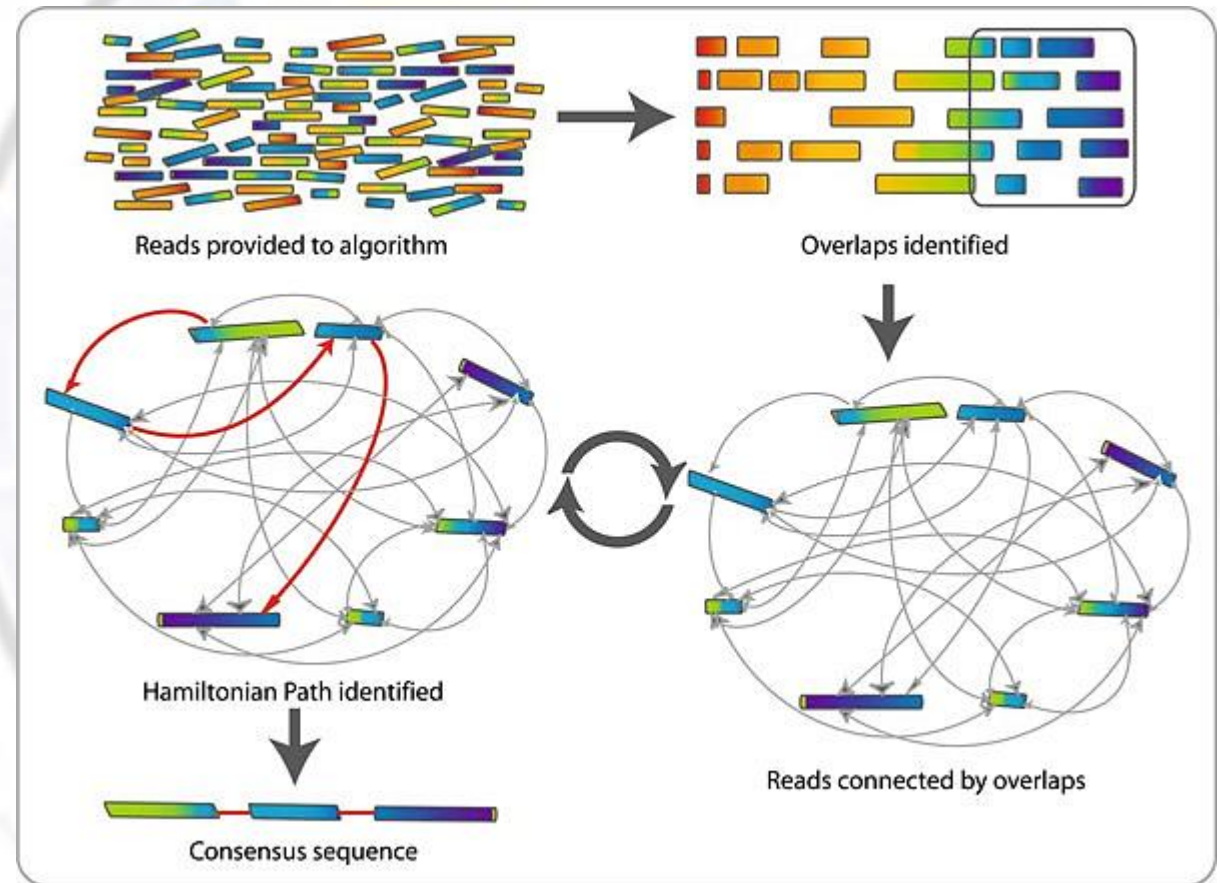 Reads provided to algorithm
Overlaps identified
Hamiltonian Path identified
Reads connected by overlaps
Consensus sequence